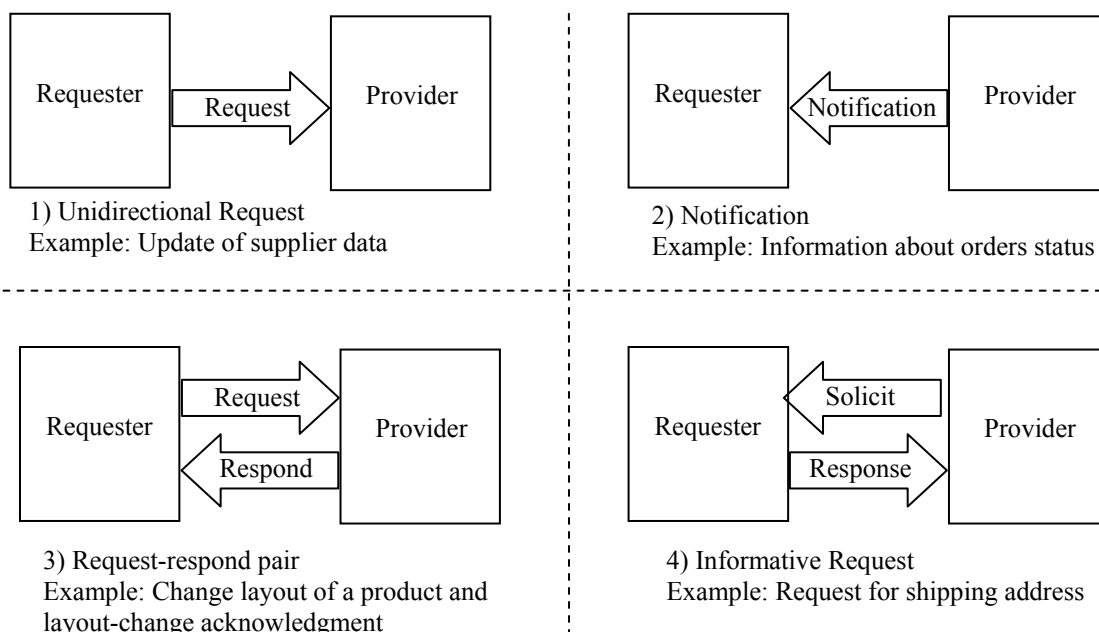 Requester
Request
Provider
1) Unidirectional Request
Example: Update of supplier data
Requester
Notification
Provider
2) Notification
Example: Information about orders status
Requester
Request
Respond
Provider
3) Request-respond pair
Example: Change layout of a product and
layout-change acknowledgment
Requester
Solicit
Response
Provider
4) Informative Request
Example: Request for shipping address